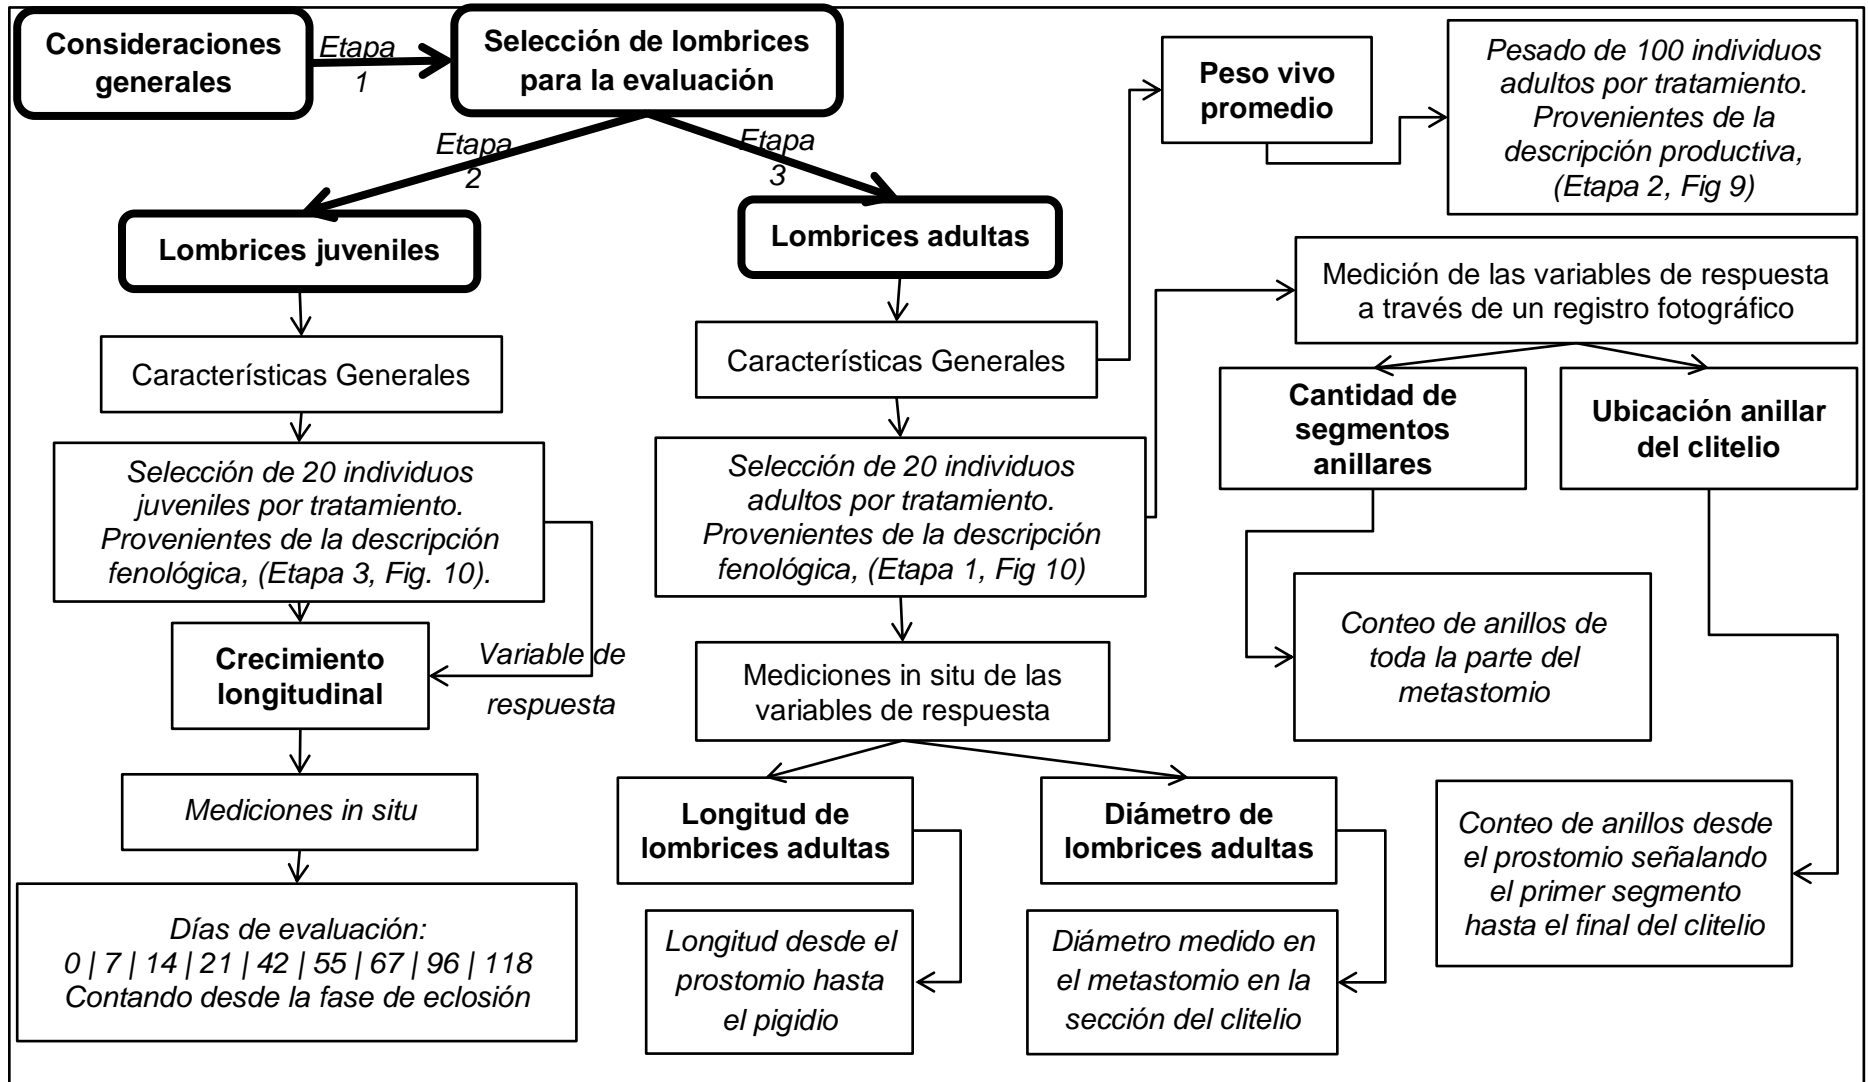 Consideraciones
generales
Etapa
1
Selección de lombrices
para la evaluación
Etapa
2
Etapa
3
Lombrices juveniles
Características Generales
Selección de 20 individuos
juveniles por tratamiento.
Provenientes de la descripción
fenológica, (Etapa 3, Fig. 10).
Crecimiento
longitudinal
Variable de
respuesta
Mediciones in situ
Días de evaluación:
0 | 7 | 14 | 21 | 42 | 55 | 67 | 96 | 118
Contando desde la fase de eclosión
Lombrices adultas
Características Generales
Selección de 20 individuos
adultos por tratamiento.
Provenientes de la descripción
fenológica, (Etapa 1, Fig 10)
Mediciones in situ de las
variables de respuesta
Longitud de
lombrices adultas
Longitud desde el
prostomio hasta
el pigidio
Diámetro de
lombrices adultas
Diámetro medido en
el metastomio en la
sección del clitelio
Peso vivo
promedio
Pesado de 100 individuos
adultos por tratamiento.
Provenientes de la
descripción productiva,
(Etapa 2, Fig 9)
Medición de las variables de respuesta
a través de un registro fotográfico
Cantidad de
segmentos
anillares
Conteo de anillos de
toda la parte del
metastomio
Ubicación anillar
del clitelio
Conteo de anillos desde
el prostomio señalando
el primer segmento
hasta el final del clitelio